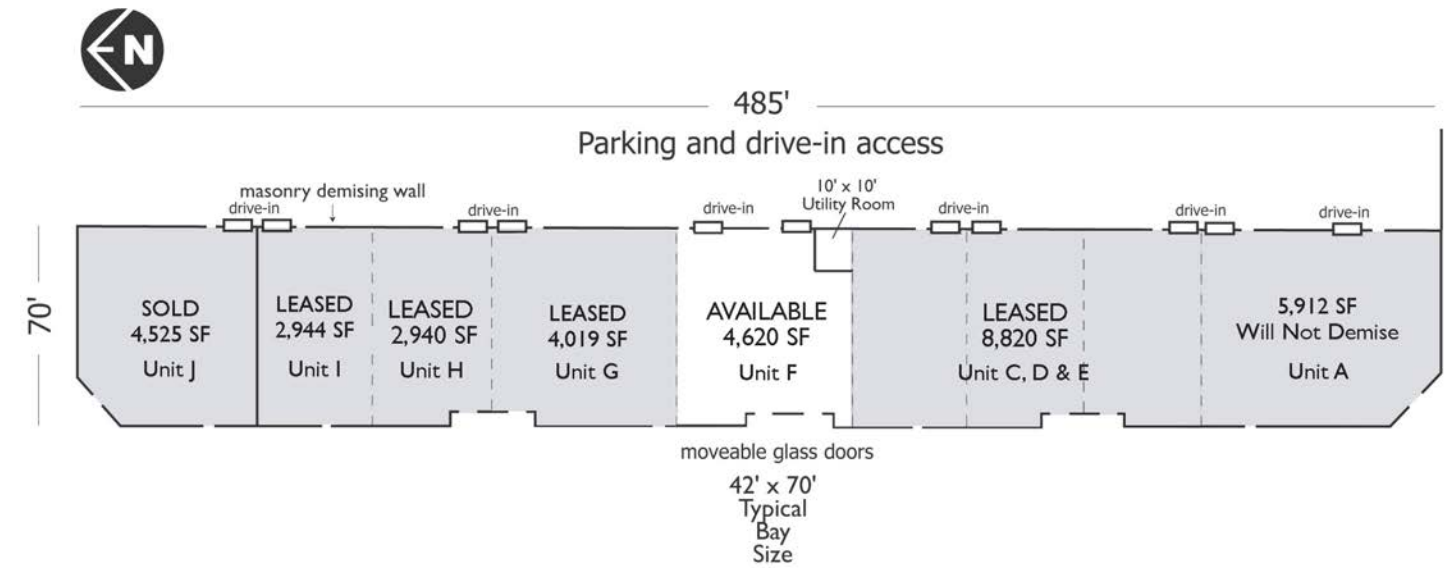 N
485'
Parking and drive-in access
masonry demising wall
drive-in
drive-in
drive-in
10' x 10'
Utility Room
drive-in
drive-in
drive-in
70'
SOLD
4,525 SF
Unit J
LEASED
2,944 SF
Unit I
LEASED
2,940 SF
Unit H
LEASED
4,019 SF
Unit G
AVAILABLE
4,620 SF
Unit F
LEASED
8,820 SF
Unit C, D & E
5,912 SF
Will Not Demise
Unit A
moveable glass doors
42' x 70'
Typical
Bay
Size